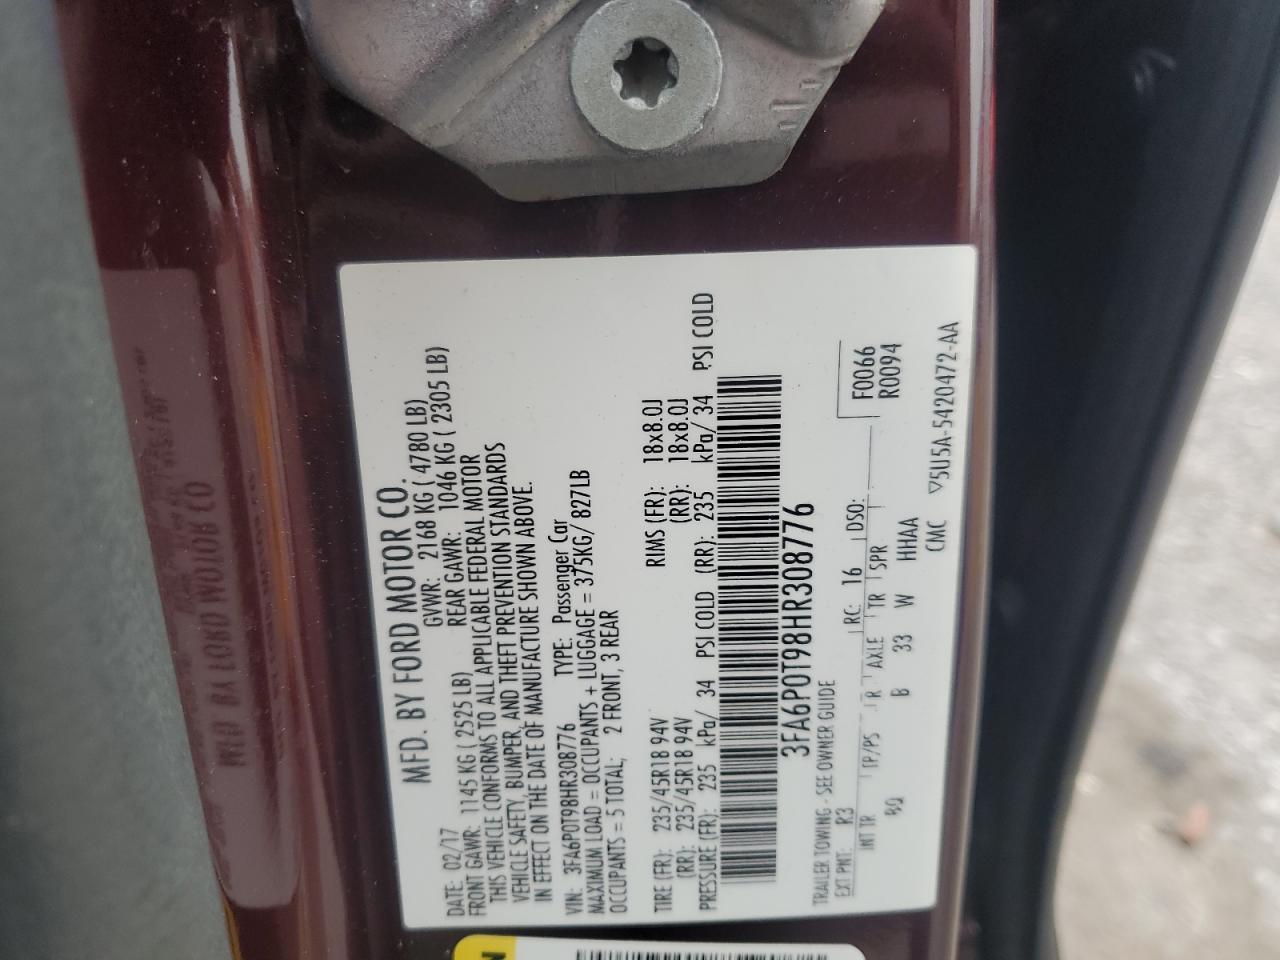 MFD. BY FORD MOTOR CO.
DATE: 02/17 GVWR: 2168 KG ( 4780 LB)
FRONT GAWR: 1145 KG ( 2525 LB) REAR GAWR: 1046 KG ( 2305 LB)
THIS VEHICLE CONFORMS TO ALL APPLICABLE FEDERAL MOTOR
VEHICLE SAFETY, BUMPER, AND THEFT PREVENTION STANDARDS
IN EFFECT ON THE DATE OF MANUFACTURE SHOWN ABOVE.
VIN: 3FA6P0T98HR308776 TYPE: Passenger Car
MAXIMUM LOAD = OCCUPANTS + LUGGAGE = 375KG/ 827LB
OCCUPANTS = 5 TOTAL; 2 FRONT, 3 REAR
TIRE (FR): 235/45R18 94V RIMS (FR): 18x8.0J
(RR): 235/45R18 94V (RR): 18x8.0J
PRESSURE (FR): 235 kPa/ 34 PSI COLD (RR): 235 kPa/ 34 PSI COLD
3FA6P0T98HR308776
TRAILER TOWING - SEE OWNER GUIDE
F0066
EXT PNT: R3 RC: 16 DSO: R0094
INT TR TP/PS R AXLE TR SPR
BQ B 33 W HHAA
CMC ▽5U5A-5420472-AA